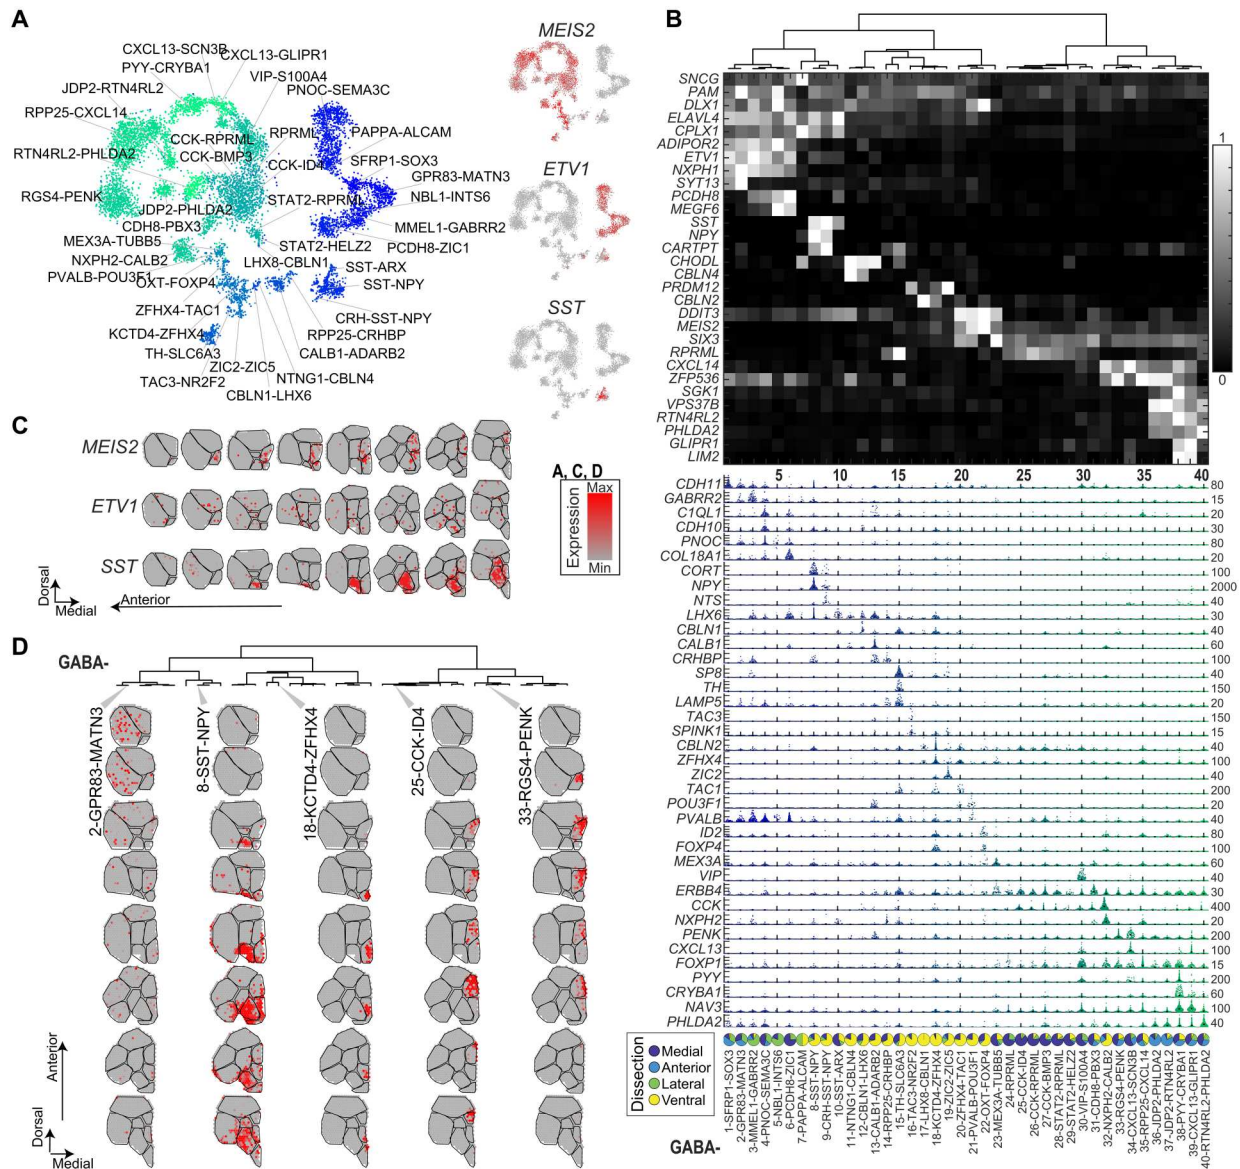 A
CXCL13-SCN3B
CXCL13-GLIPR1
PYY-CRYBA1
VIP-S100A4
JDP2-RTN4RL2
PNOC-SEMA3C
RPP25-CXCL14
CCK-RPRML
RPRML
PAPPA-ALCAM
RTN4RL2-PHLDA2
CCK-BMP3
CCK-ID4
SFRP1-SOX3
GPR83-MATN3
RGS4-PENK
STAT2-RPRML
NBL1-INTS6
JDP2-PHLDA2
CDH8-PBX3
MMEL1-GABRR2
MEX3A-TUBB5
STAT2-HELZ2
PCDH8-ZIC1
NXPH2-CALB2
LHX8-CBLN1
SST-ARX
PVALB-POU3F1
OXT-FOXP4
SST-NPY
ZFHX4-TAC1
CRH-SST-NPY
KCTD4-ZFHX4
RPP25-CRHBP
TH-SLC6A3
CALB1-ADARB2
ZIC2-ZIC5
TAC3-NR2F2
NTNG1-CBLN4
CBLN1-LHX6
MEIS2
ETV1
SST
B
SNCG
PAM
DLX1
ELAVL4
CPLX1
ADIPOR2
ETV1
NXPH1
SYT13
PCDH8
MEGF6
SST
NPY
CARTPT
CHODL
CBLN4
PRDM12
CBLN2
DDIT3
MEIS2
SIX3
RPRML
CXCL14
ZFP536
SGK1
VPS37B
RTN4RL2
PHLDA2
GLIPR1
LIM2
1
0
5 10 15 20 25 30 35 40
CDH11 80
GABRR2 15
C1QL1 20
CDH10 30
PNOC 80
COL18A1 20
CORT 100
NPY 2000
NTS 40
LHX6 30
CBLN1 40
CALB1 60
CRHBP 100
SP8 40
TH 150
LAMP5 20
TAC3 150
SPINK1 150
CBLN2 40
ZFHX4 100
ZIC2 40
TAC1 200
POU3F1 20
PVALB 40
ID2 80
FOXP4 100
MEX3A 60
VIP 40
ERBB4 30
CCK 400
NXPH2 20
PENK 200
CXCL13 100
FOXP1 15
PYY 200
CRYBA1 60
NAV3 100
PHLDA2 40
Dissection
Medial
Anterior
Lateral
Ventral
GABA-
1-SFRP1-SOX3
2-GPR83-MATN3
3-MMEL1-GABRR2
4-PNOC-SEMA3C
5-NBL1-INTS6
6-PCDH8-ZIC1
7-PAPPA-ALCAM
8-SST-NPY
9-CRH-SST-NPY
10-SST-ARX
11-NTNG1-CBLN4
12-CBLN1-LHX6
13-CALB1-ADARB2
14-RPP25-CRHBP
15-TH-SLC6A3
16-TAC3-NR2F2
17-LHX8-CBLN1
18-KCTD4-ZFHX4
19-ZIC2-ZIC5
20-ZFHX4-TAC1
21-PVALB-POU3F1
22-OXT-FOXP4
23-MEX3A-TUBB5
24-RPRML
25-CCK-ID4
26-CCK-RPRML
27-CCK-BMP3
28-STAT2-RPRML
29-STAT2-HELZ2
30-VIP-S100A4
31-CDH8-PBX3
32-NXPH2-CALB2
33-RGS4-PENK
34-CXCL13-SCN3B
35-RPP25-CXCL14
36-JDP2-PHLDA2
37-JDP2-RTN4RL2
38-PYY-CRYBA1
39-CXCL13-GLIPR1
40-RTN4RL2-PHLDA2
C
MEIS2
ETV1
SST
Dorsal
Medial
Anterior
A, C, D
Expression
Max
Min
D
GABA-
2-GPR83-MATN3
8-SST-NPY
18-KCTD4-ZFHX4
25-CCK-ID4
33-RGS4-PENK
Anterior
Dorsal
Medial